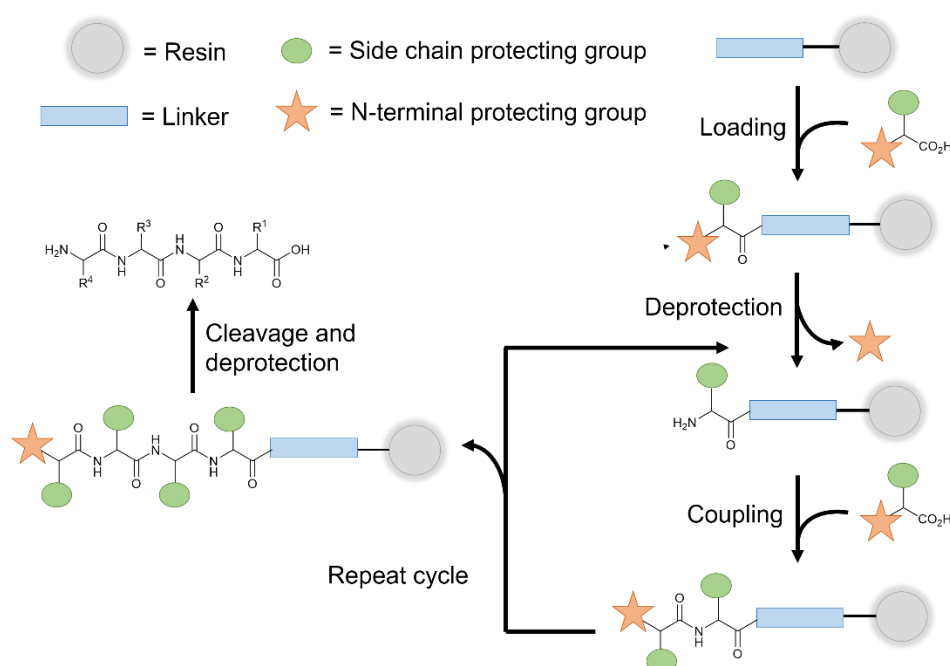 = Resin
= Side chain protecting group
= Linker
= N-terminal protecting group
Loading
CO₂H
O
Deprotection
H₂N
O
Coupling
CO₂H
O
N
H
O
Repeat cycle
O
N
H
O
H
N
O
N
H
O
Cleavage and
deprotection
H₂N
R⁴
O
N
H
R³
O
H
N
R²
O
N
H
R¹
OH
O